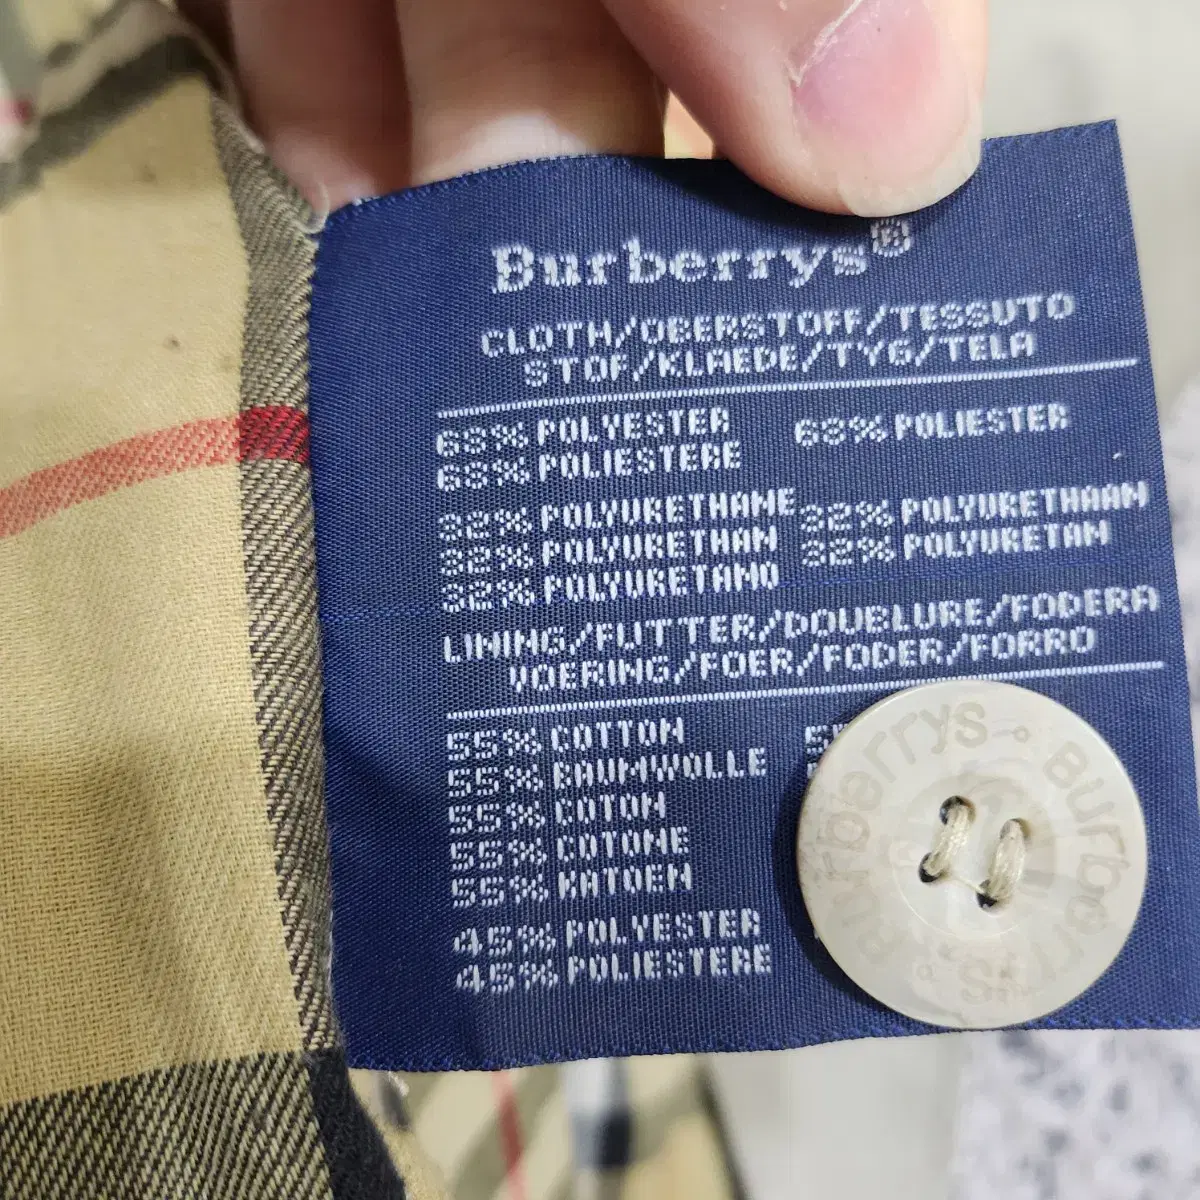 Burberrys®
CLOTH/OBERSTOFF/TESSUTO
STOF/KLAEDE/TYG/TELA
68% POLYESTER 68% POLIESTER
68% POLIESTERE
32% POLYURETHANE 32% POLYURETHAAN
32% POLYURETHAN 32% POLYURETAN
32% POLYURETANO
LINING/FUTTER/DOUBLURE/FODERA
VOERING/FOER/FODER/FORRO
55% COTTON
55% BAUMWOLLE
55% COTON
55% COTONE
55% KATOEN
45% POLYESTER
45% POLIESTERE
Burberrys
Burberrys
Burberrys